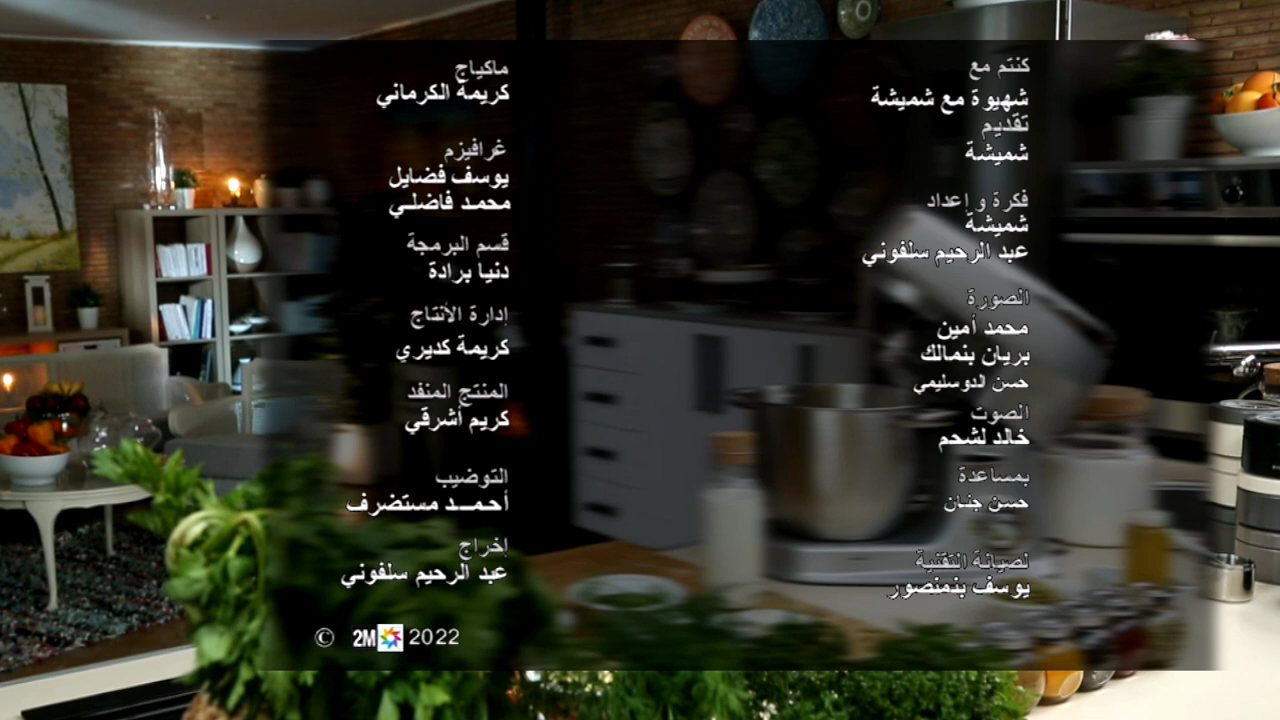 كنتم مع
شهيوة مع شميشة
تقديم
شميشة
فكرة و إعداد
شميشة
عبد الرحيم سلفوني
الصورة
محمد أمين
بريان بنمالك
حسن الدوسليمي
الصوت
خالد لشحم
بمساعدة
حسن جنان
لصيانة التقنية
يوسف بنمنصور
ماكياج
كريمة الكرماني
غرافيزم
يوسف فضايل
محمد فاضلي
قسم البرمجة
دنيا برادة
إدارة الأنتاج
كريمة كديري
المنتج المنفد
كريم أشرقي
التوضيب
أحمــد مستضرف
إخراج
عبد الرحيم سلفوني
© 2M 2022